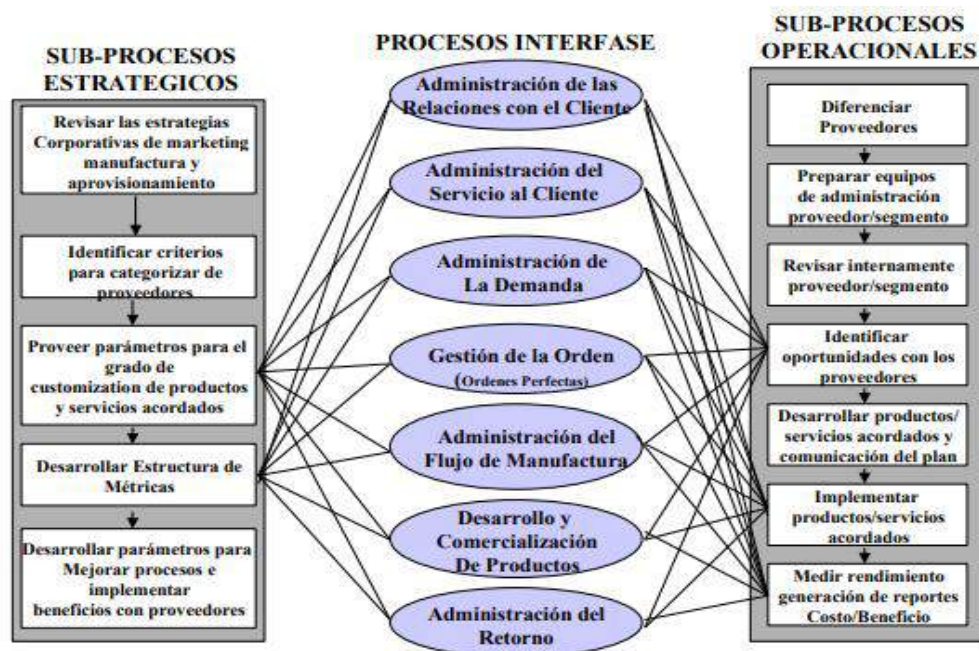 SUB-PROCESOS
ESTRATEGICOS
Revisar las estrategias
Corporativas de marketing
manufactura y
aprovisionamiento
Identificar criterios
para categorizar de
proveedores
Proveer parámetros para el
grado de
customization de productos
y servicios acordados
Desarrollar Estructura de
Métricas
Desarrollar parámetros para
Mejorar procesos e
implementar
beneficios con proveedores
PROCESOS INTERFASE
Administración de las
Relaciones con el Cliente
Administración del
Servicio al Cliente
Administración de
La Demanda
Gestión de la Orden
(Ordenes Perfectas)
Administración del
Flujo de Manufactura
Desarrollo y
Comercialización
De Productos
Administración del
Retorno
SUB-PROCESOS
OPERACIONALES
Diferenciar
Proveedores
Preparar equipos
de administración
proveedor/segmento
Revisar internamente
proveedor/segmento
Identificar
oportunidades con los
proveedores
Desarrollar productos/
servicios acordados y
comunicación del plan
Implementar
productos/servicios
acordados
Medir rendimiento
generación de reportes
Costo/Beneficio